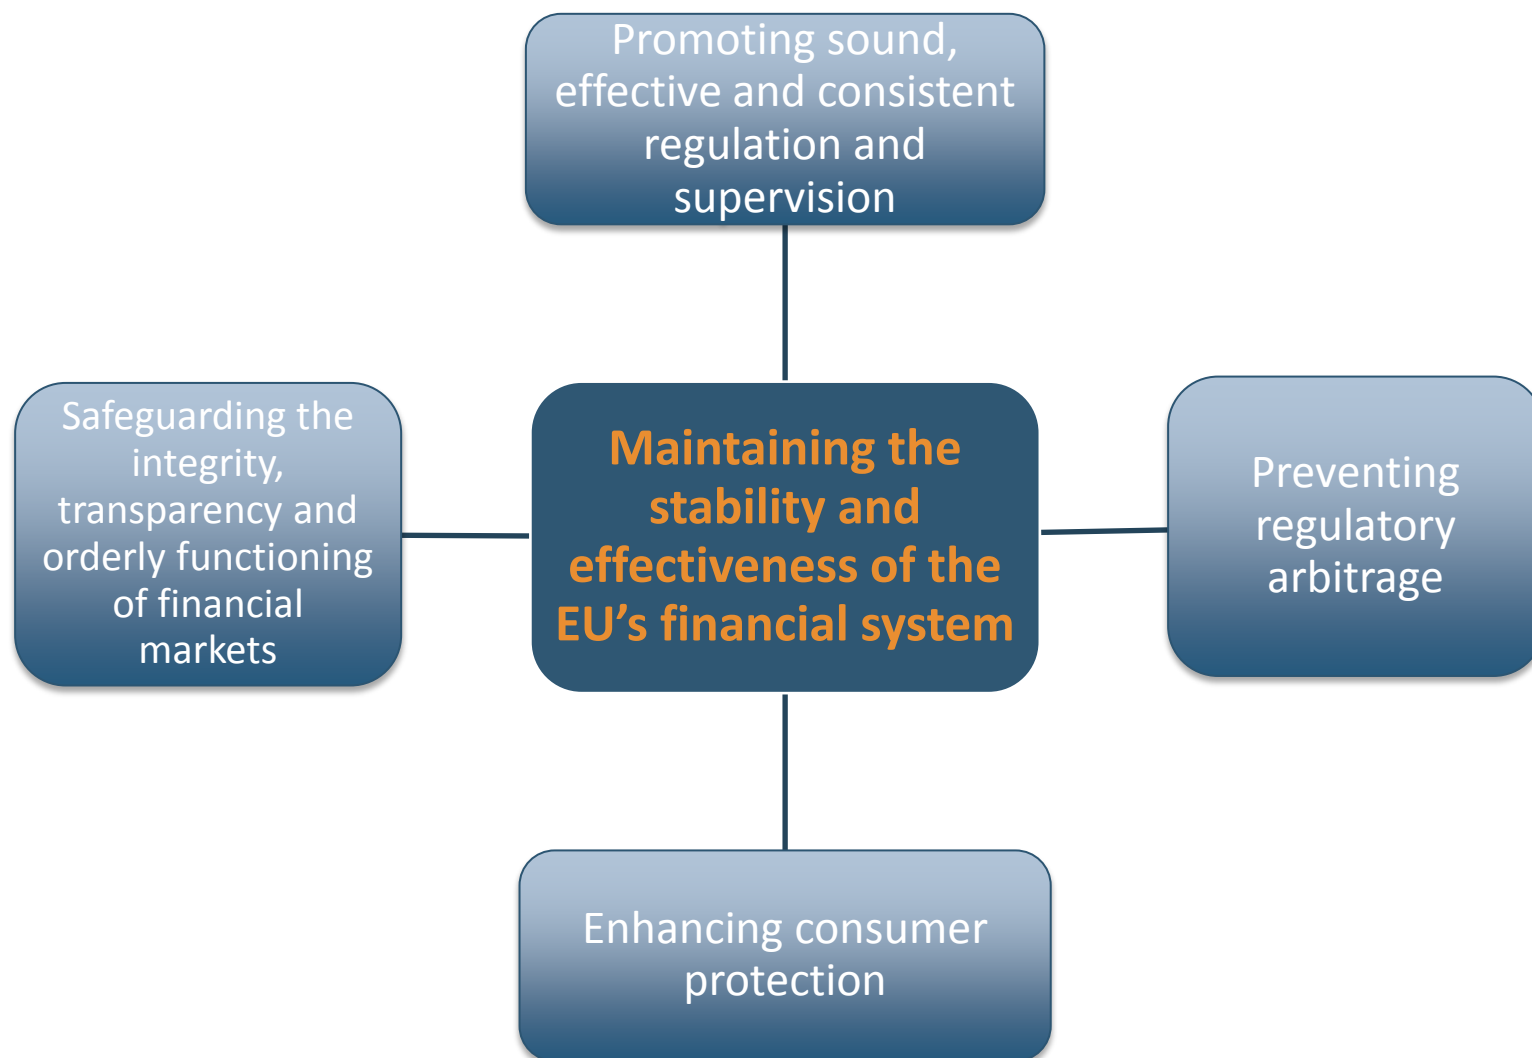 Promoting sound,
effective and consistent
regulation and
supervision
Safeguarding the
integrity,
transparency and
orderly functioning
of financial
markets
Maintaining the
stability and
effectiveness of the
EU’s financial system
Preventing
regulatory
arbitrage
Enhancing consumer
protection